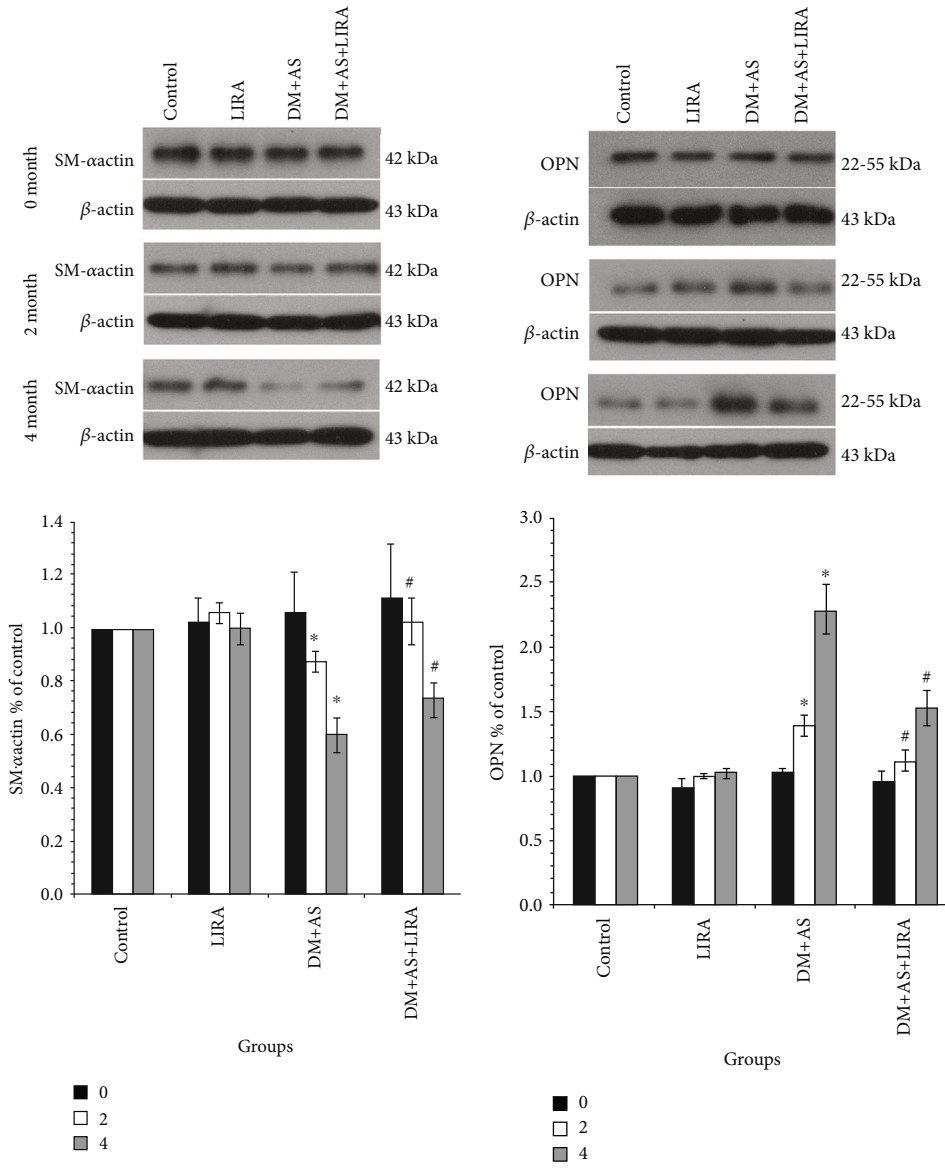 Control
LIRA
DM+AS
DM+AS+LIRA
0 month
SM-αactin
42 kDa
β-actin
43 kDa
2 month
SM-αactin
42 kDa
β-actin
43 kDa
4 month
SM-αactin
42 kDa
β-actin
43 kDa
Control
LIRA
DM+AS
DM+AS+LIRA
OPN
22-55 kDa
β-actin
43 kDa
OPN
22-55 kDa
β-actin
43 kDa
OPN
22-55 kDa
β-actin
43 kDa
SM-αactin % of control
1.4
1.2
1.0
0.8
0.6
0.4
0.2
0.0
*
*
#
#
Control
LIRA
DM+AS
DM+AS+LIRA
Groups
0
2
4
OPN % of control
3.0
2.5
2.0
1.5
1.0
0.5
0.0
*
*
#
#
Control
LIRA
DM+AS
DM+AS+LIRA
Groups
0
2
4